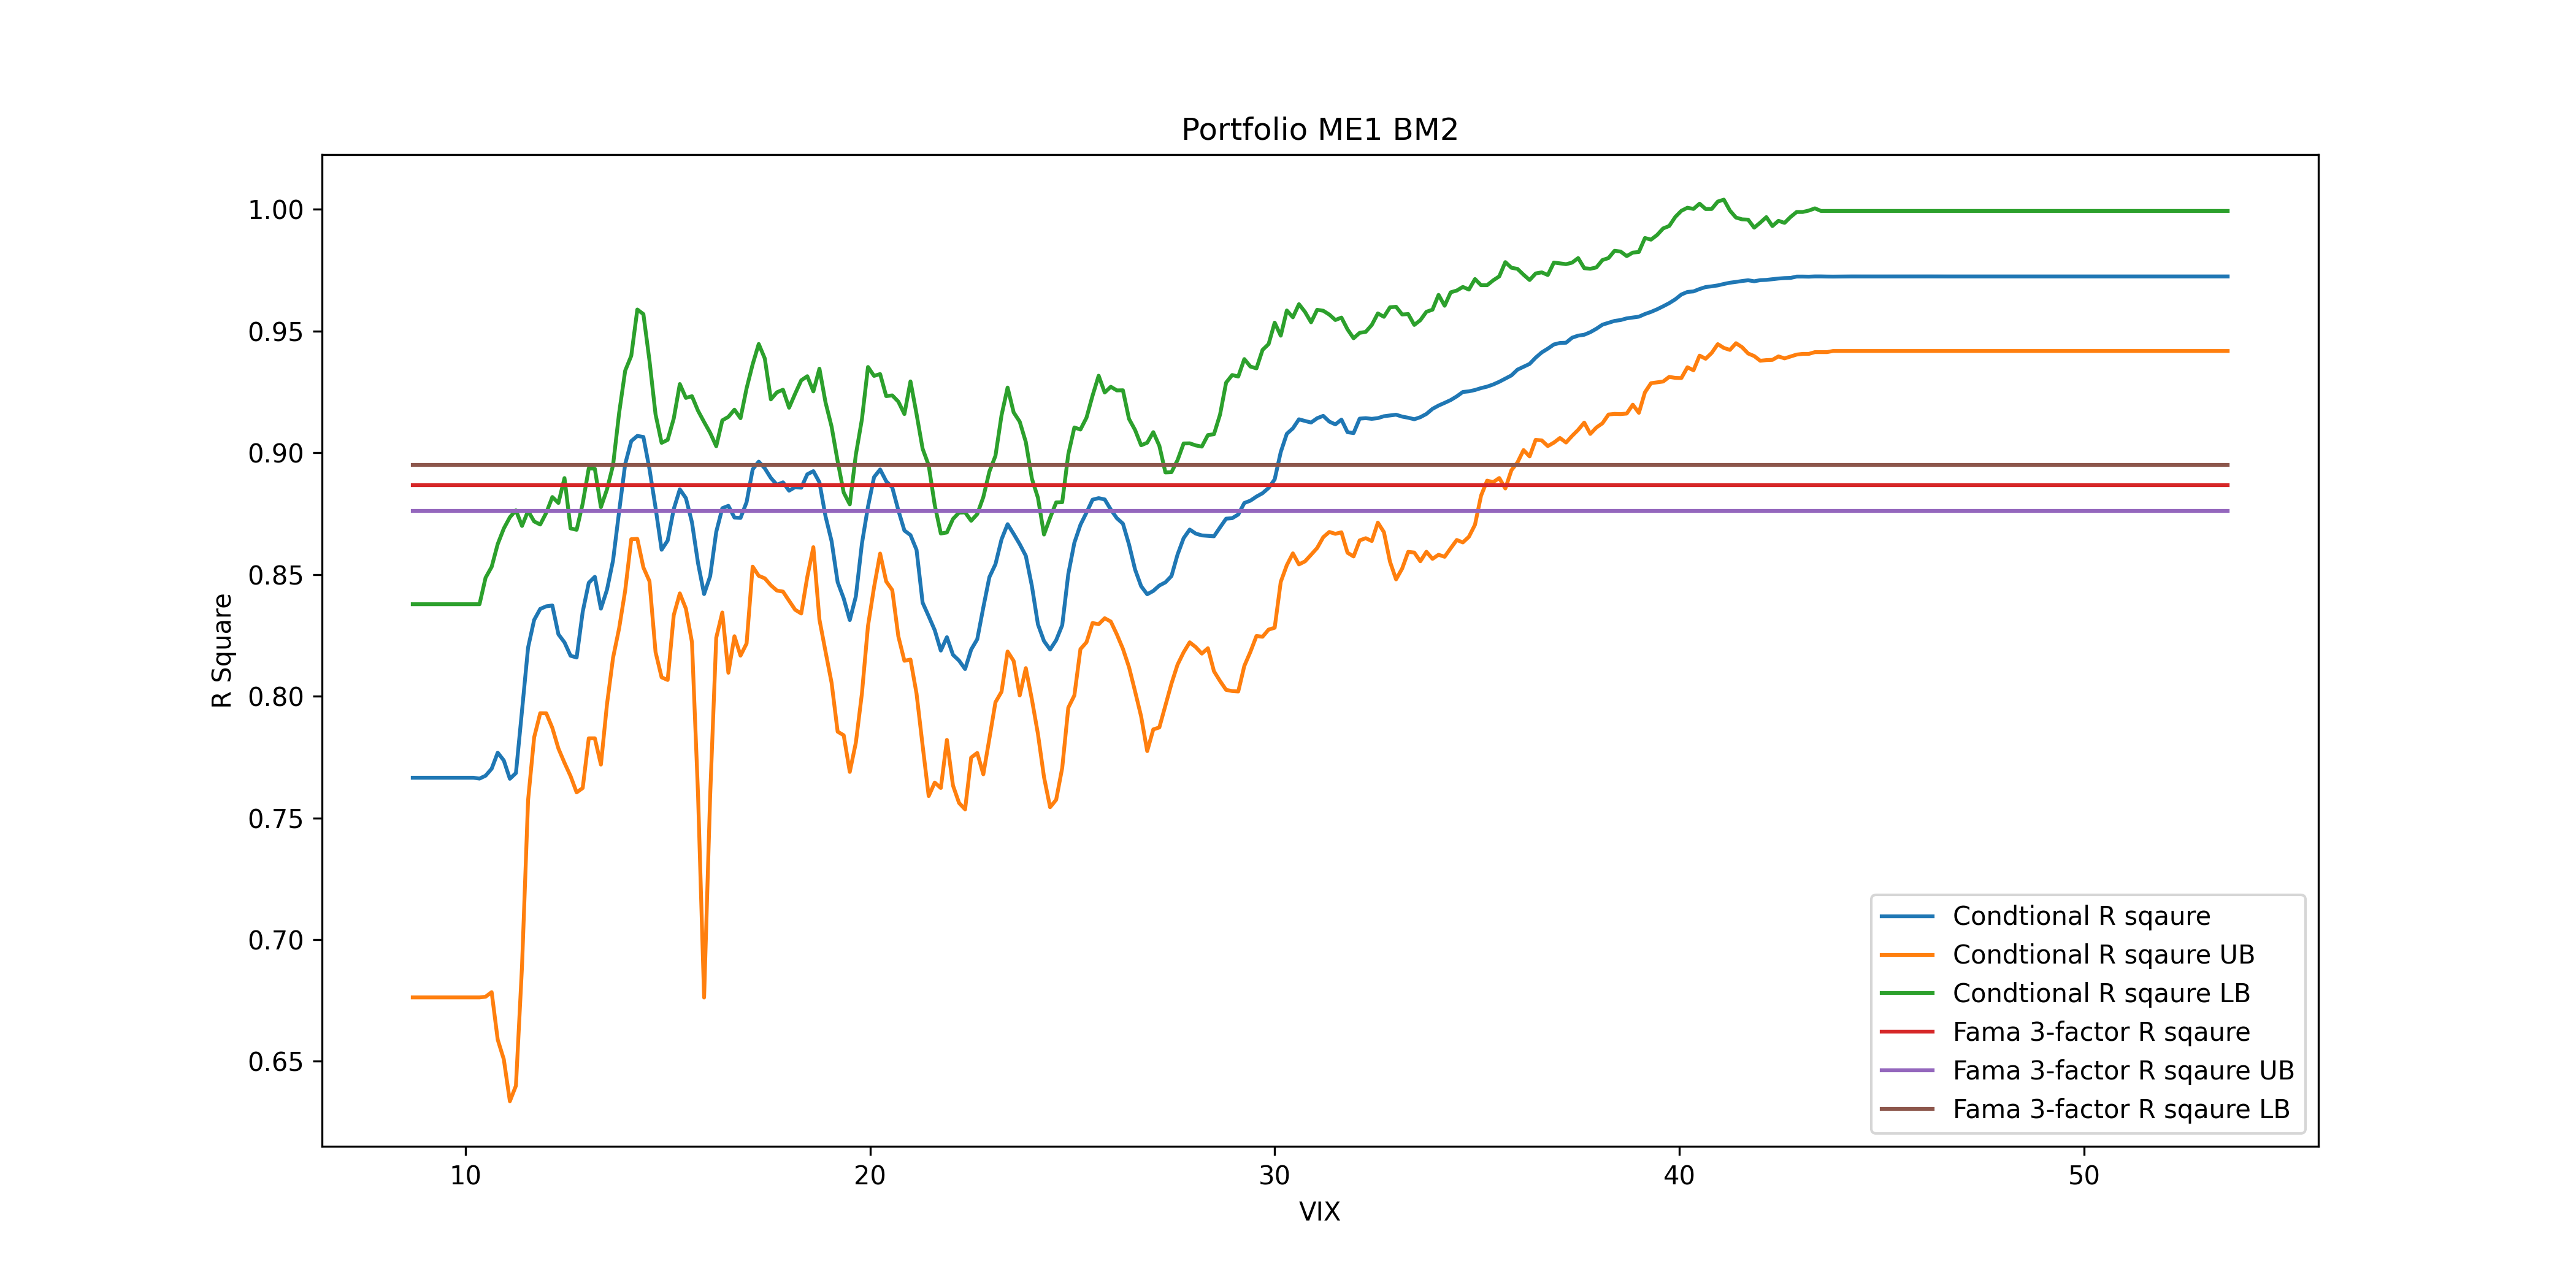 Portfolio ME1 BM2
R Square
1.00
0.95
0.90
0.85
0.80
0.75
0.70
0.65
10
20
30
40
50
VIX
Condtional R sqaure
Condtional R sqaure UB
Condtional R sqaure LB
Fama 3-factor R sqaure
Fama 3-factor R sqaure UB
Fama 3-factor R sqaure LB